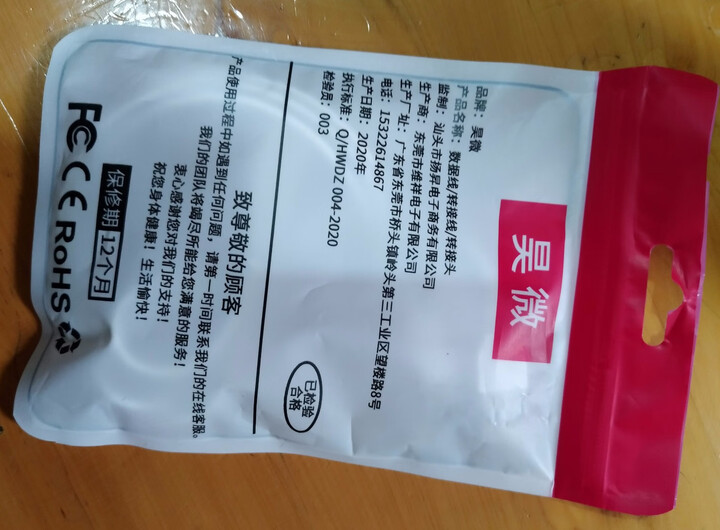 昊微
品牌：昊微
产品名称：数据线/转接线/转接头
监制：汕头市扬昇电子商务有限公司
生产商：东莞市维祥电子有限公司
生产厂址：广东省东莞市桥头镇岭头第三工业区望楼路8号
电话：15322614867
生产日期：2020年
执行标准：Q/HWDZ 004-2020
检验员：003
已检验
合格
致尊敬的顾客
产品使用过程中如遇到任何问题，请第一时间联系我们的在线客服。
我们的团队将竭尽所能给您满意的服务！
衷心感谢您对我们的支持！
祝您身体健康！生活愉快！
保修期 12个月
FC CE RoHS